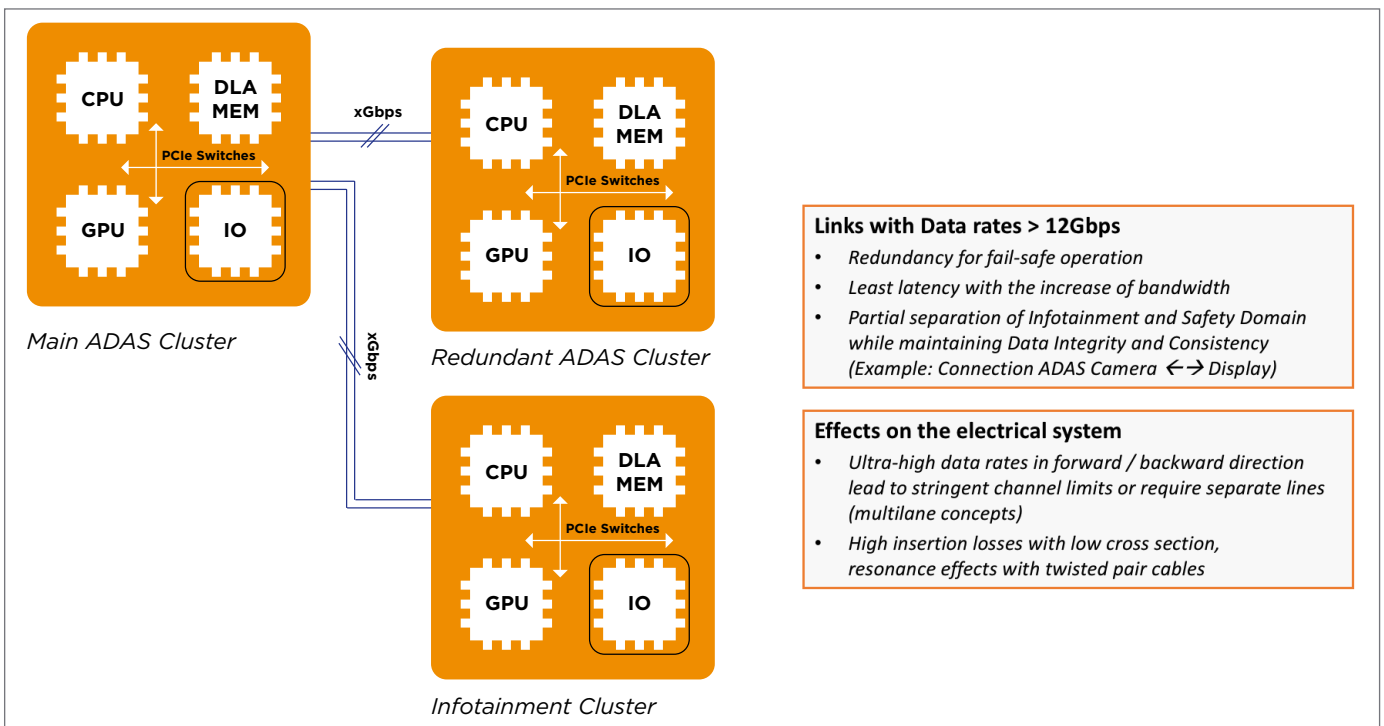 CPU
DLA
MEM
PCIe Switches
GPU
IO
Main ADAS Cluster
xGbps
xGbps
CPU
DLA
MEM
PCIe Switches
GPU
IO
Redundant ADAS Cluster
CPU
DLA
MEM
PCIe Switches
GPU
IO
Infotainment Cluster
Links with Data rates > 12Gbps
• Redundancy for fail-safe operation
• Least latency with the increase of bandwidth
• Partial separation of Infotainment and Safety Domain
while maintaining Data Integrity and Consistency
(Example: Connection ADAS Camera ←→ Display)
Effects on the electrical system
• Ultra-high data rates in forward / backward direction
lead to stringent channel limits or require separate lines
(multilane concepts)
• High insertion losses with low cross section,
resonance effects with twisted pair cables